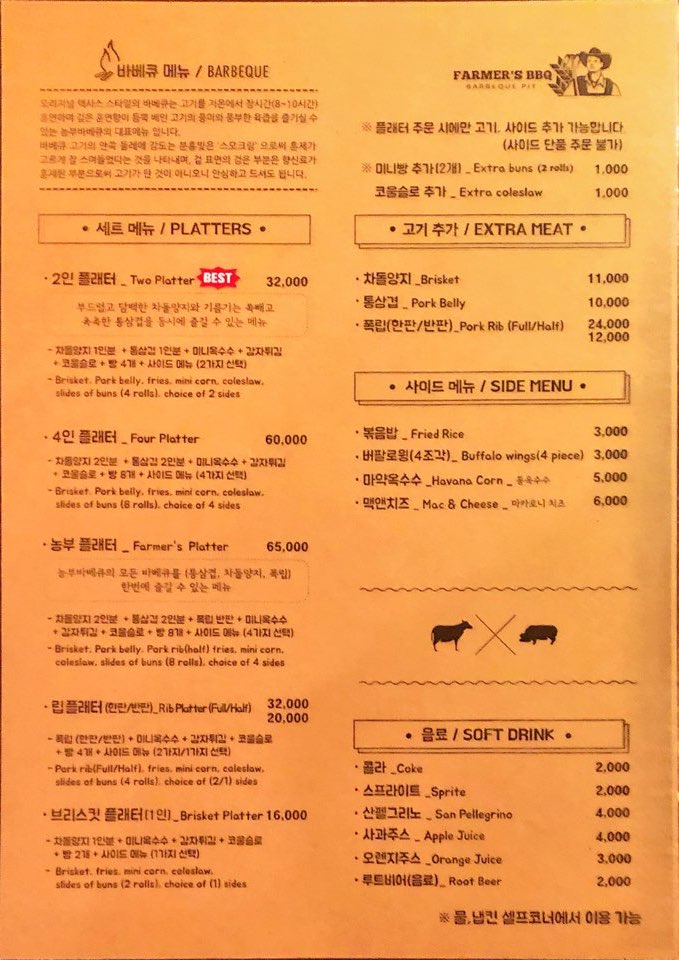 바베큐 메뉴 / BARBEQUE
오리지널 텍사스 스타일의 바베큐는 고기를 저온에서 장시간(8~10시간)
훈연하여 깊은 훈연향이 듬뿍 배인 고기의 풍미와 풍부한 육즙을 즐기실 수
있는 농부바베큐의 대표메뉴 입니다.
바베큐 고기의 안쪽 둘레에 감도는 분홍빛은 '스모크링' 으로써 훈제가
고르게 잘 스며들었다는 것을 나타내며, 겉 표면의 검은 부분은 향신료가
훈제된 부분으로써 고기가 탄 것이 아니오니 안심하고 드셔도 됩니다.
• 세트 메뉴 / PLATTERS •
· 2인 플래터 _ Two Platter BEST 32,000
부드럽고 담백한 차돌양지와 기름기는 쏙빼고
촉촉한 통삼겹을 동시에 즐길 수 있는 메뉴
- 차돌양지 1인분 + 통삼겹 1인분 + 미니옥수수 + 감자튀김
+ 코울슬로 + 빵 4개 + 사이드 메뉴 (2가지 선택)
- Brisket, Pork belly, fries, mini corn, coleslaw,
slides of buns (4 rolls), choice of 2 sides
· 4인 플래터 _ Four Platter 60,000
- 차돌양지 2인분 + 통삼겹 2인분 + 미니옥수수 + 감자튀김
+ 코울슬로 + 빵 8개 + 사이드 메뉴 (4가지 선택)
- Brisket, Pork belly, fries, mini corn, coleslaw,
slides of buns (8 rolls), choice of 4 sides
· 농부 플래터 _ Farmer's Platter 65,000
농부바베큐의 모든 바베큐를 (통삼겹, 차돌양지, 폭립)
한번에 즐길 수 있는 메뉴
- 차돌양지 2인분 + 통삼겹 2인분 + 폭립 반판 + 미니옥수수
+ 감자튀김 + 코울슬로 + 빵 8개 + 사이드 메뉴 (4가지 선택)
- Brisket, Pork belly, Pork rib(half) fries, mini corn,
coleslaw, slides of buns (8 rolls), choice of 4 sides
· 립 플래터 (한판/반판)_Rib Platter (Full/Half) 32,000
20,000
- 폭립 (한판/반판) + 미니옥수수 + 감자튀김 + 코울슬로
+ 빵 4개 + 사이드 메뉴 (2가지/1가지 선택)
- Pork rib(Full/Half), fries, mini corn, coleslaw,
slides of buns (4 rolls), choice of (2/1) sides
· 브리스킷 플래터(1인)_Brisket Platter 16,000
- 차돌양지 1인분 + 미니옥수수 + 감자튀김 + 코울슬로
+ 빵 2개 + 사이드 메뉴 (1가지 선택)
- Brisket, fries, mini corn, coleslaw,
slides of buns (2 rolls), choice of (1) sides
FARMER'S BBQ
BARBEQUE PIT
※ 플래터 주문 시에만 고기, 사이드 추가 가능합니다
(사이드 단품 주문 불가)
※ 미니빵 추가(2개) _ Extra buns (2 rolls) 1,000
코울슬로 추가 _ Extra coleslaw 1,000
• 고기 추가 / EXTRA MEAT •
· 차돌양지 _Brisket 11,000
· 통삼겹 _ Pork Belly 10,000
· 폭립(한판/반판)_Pork Rib (Full/Half) 24,000
12,000
• 사이드 메뉴 / SIDE MENU •
· 볶음밥 _ Fried Rice 3,000
· 버팔로윙(4조각)_ Buffalo wings(4 piece) 3,000
· 마약옥수수 _Havana Corn _ 통옥수수 5,000
· 맥앤치즈 _ Mac & Cheese _ 마카로니 치즈 6,000
• 음료 / SOFT DRINK •
· 콜라 _Coke 2,000
· 스프라이트 _Sprite 2,000
· 산펠그리노 _ San Pellegrino 4,000
· 사과주스 _ Apple Juice 4,000
· 오렌지주스 _Orange Juice 3,000
· 루트비어(음료)_ Root Beer 2,000
※ 물,냅킨 셀프코너에서 이용 가능